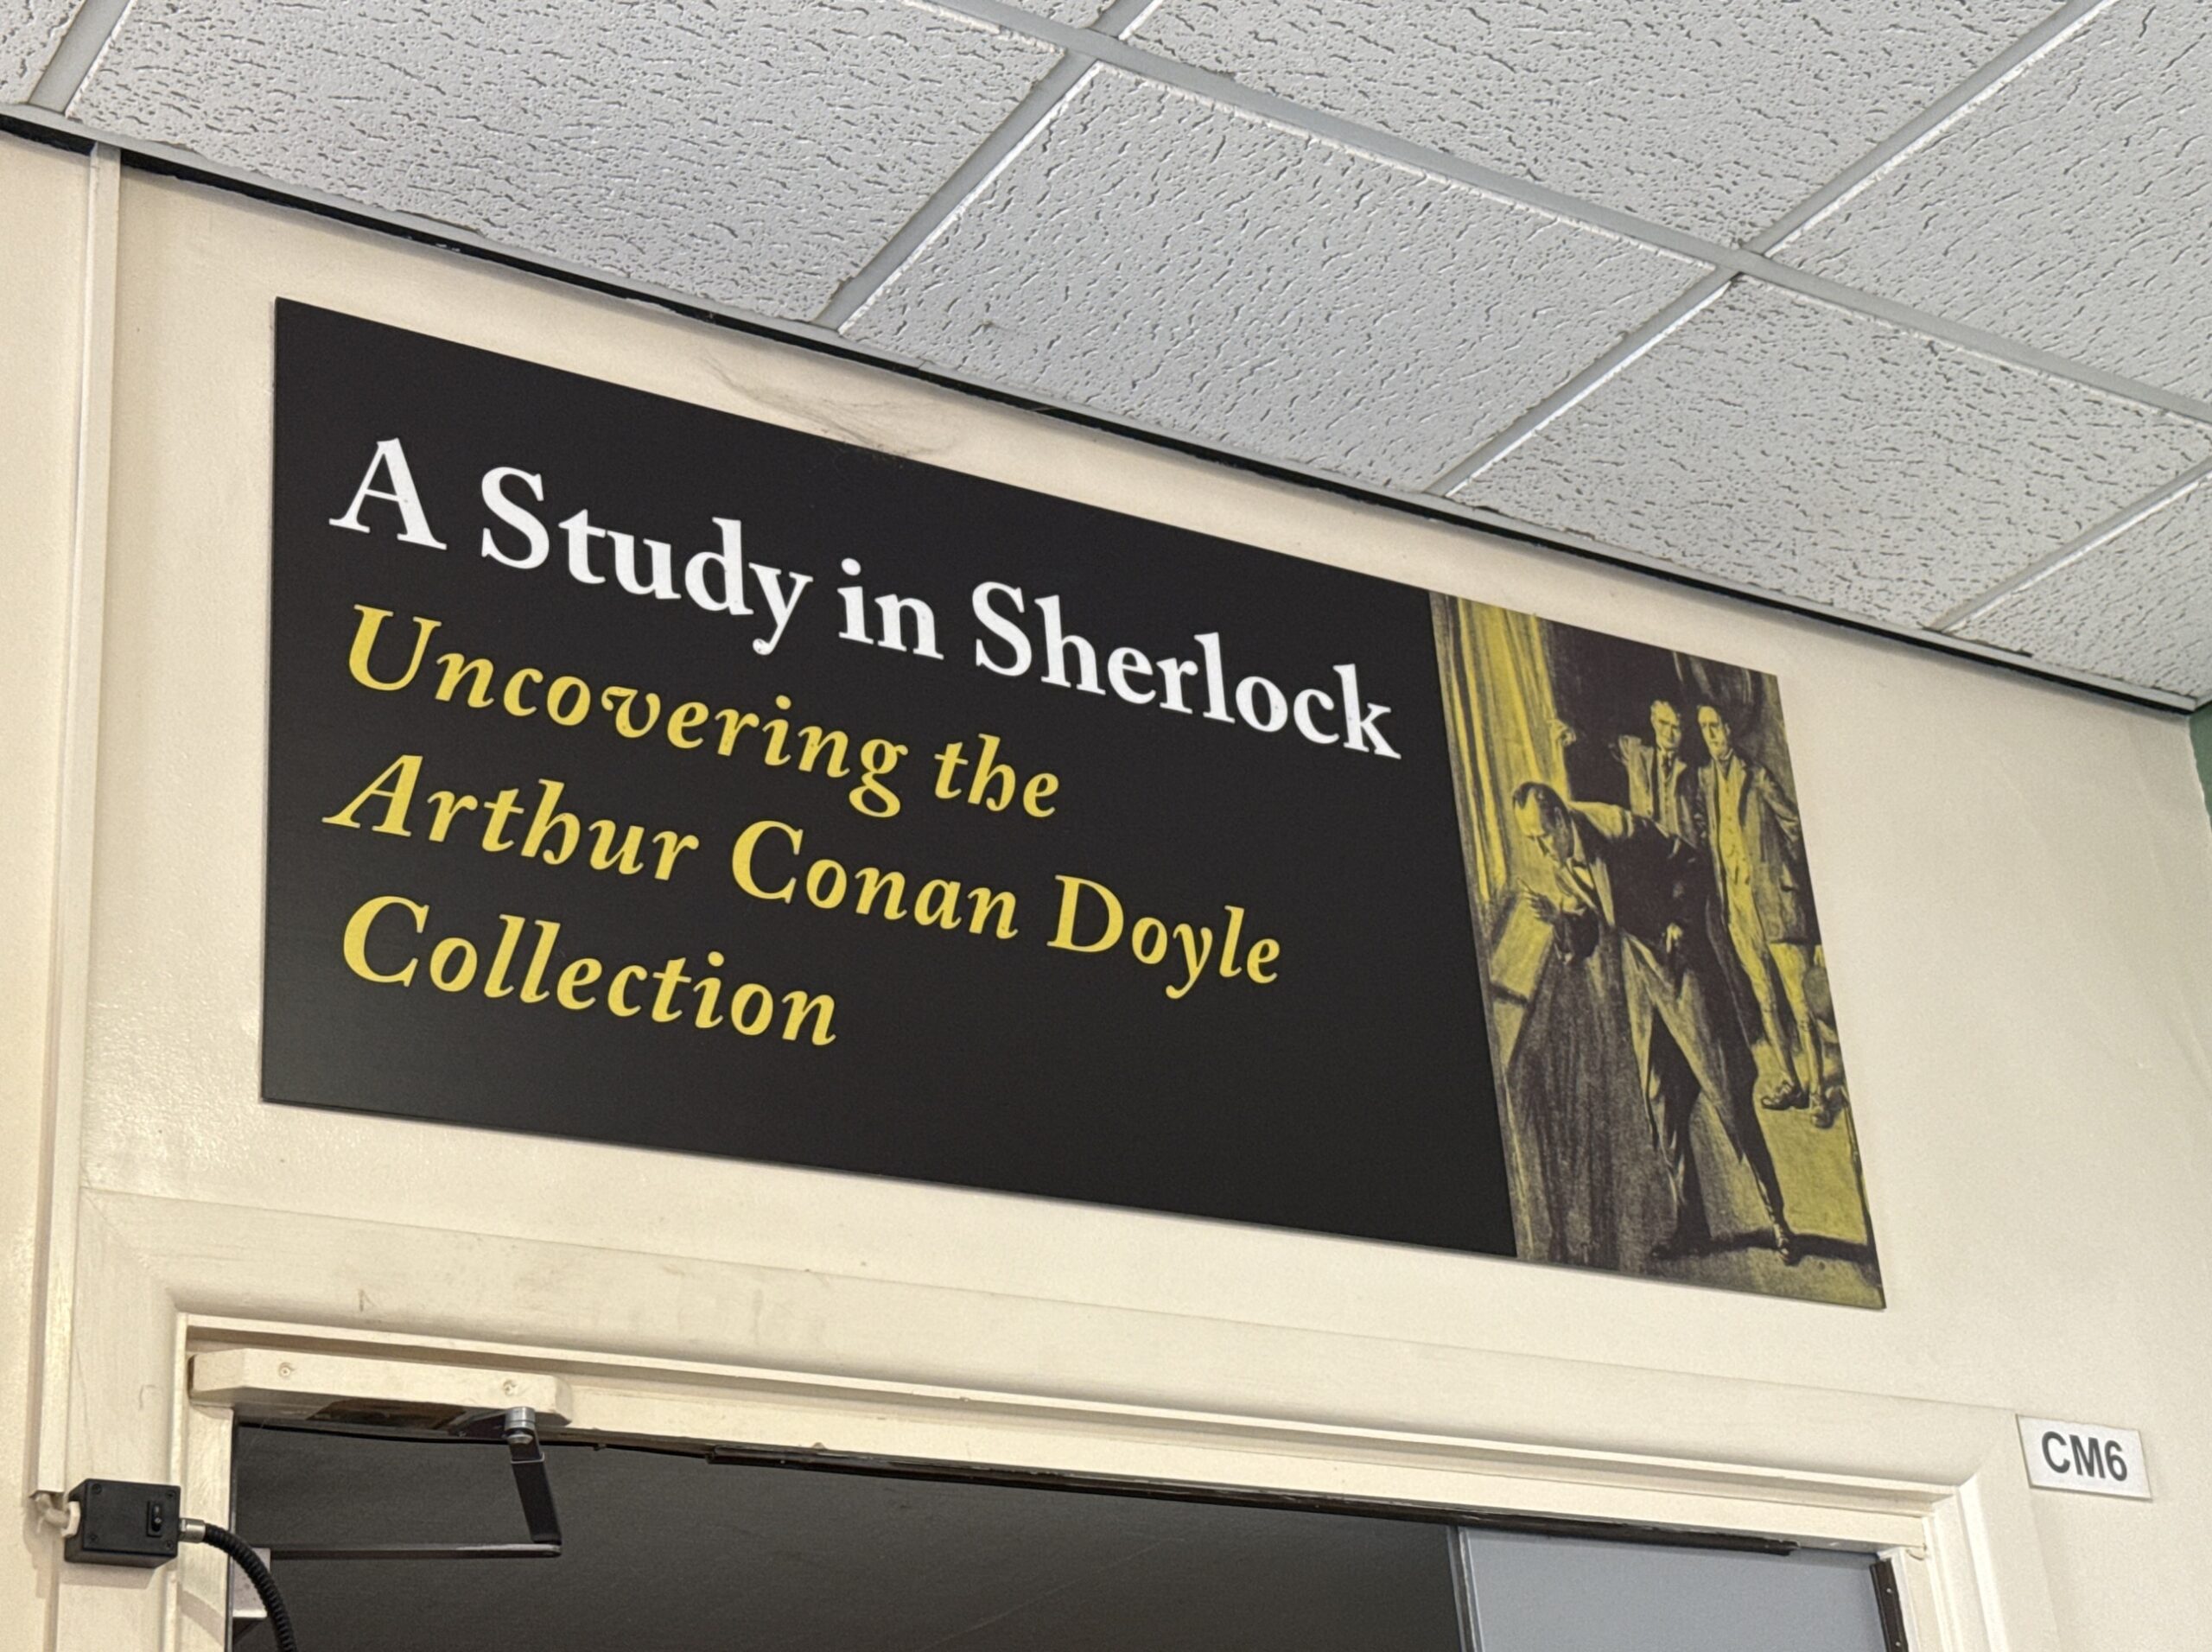 A Study in Sherlock
Uncovering the
Arthur Conan Doyle
Collection
CM6